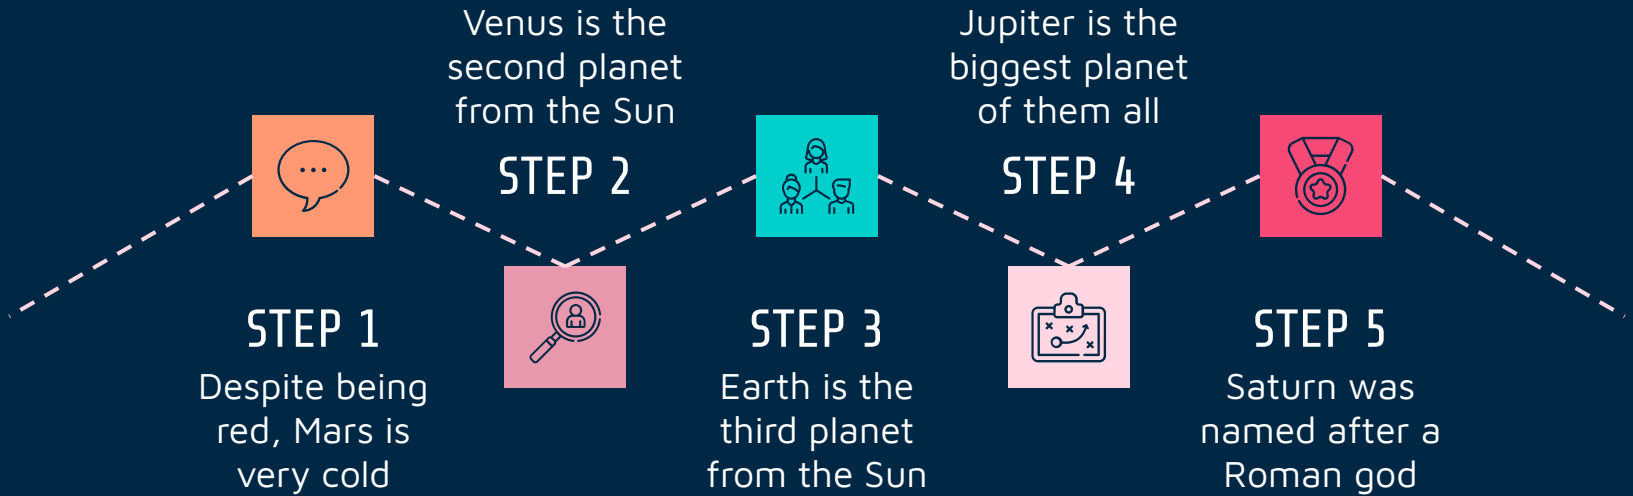 STEP 1
Despite being
red, Mars is
very cold
Venus is the
second planet
from the Sun
STEP 2
STEP 3
Earth is the
third planet
from the Sun
Jupiter is the
biggest planet
of them all
STEP 4
STEP 5
Saturn was
named after a
Roman god